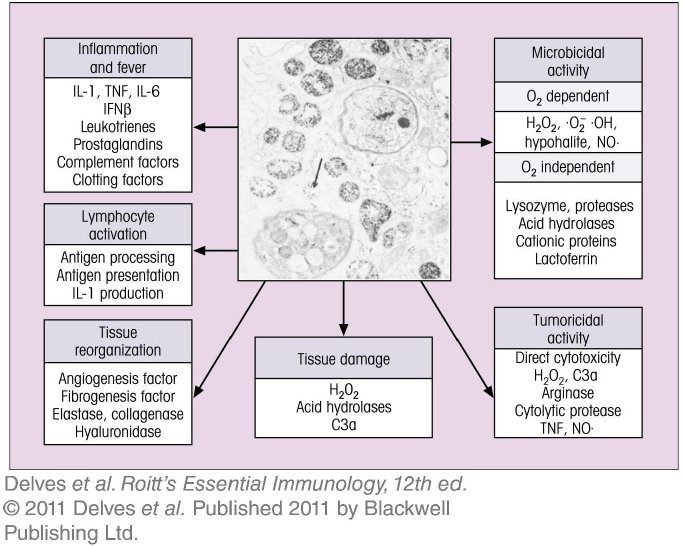 Inflammation
and fever
IL-1, TNF, IL-6
IFNβ
Leukotrienes
Prostaglandins
Complement factors
Clotting factors
Lymphocyte
activation
Antigen processing
Antigen presentation
IL-1 production
Tissue
reorganization
Angiogenesis factor
Fibrogenesis factor
Elastase, collagenase
Hyaluronidase
Tissue damage
H₂O₂
Acid hydrolases
C3a
Microbicidal
activity
O₂ dependent
H₂O₂, ·O₂⁻ ·OH,
hypohalite, NO·
O₂ independent
Lysozyme, proteases
Acid hydrolases
Cationic proteins
Lactoferrin
Tumoricidal
activity
Direct cytotoxicity
H₂O₂, C3a
Arginase
Cytolytic protease
TNF, NO·
Delves et al. Roitt's Essential Immunology, 12th ed.
© 2011 Delves et al. Published 2011 by Blackwell
Publishing Ltd.